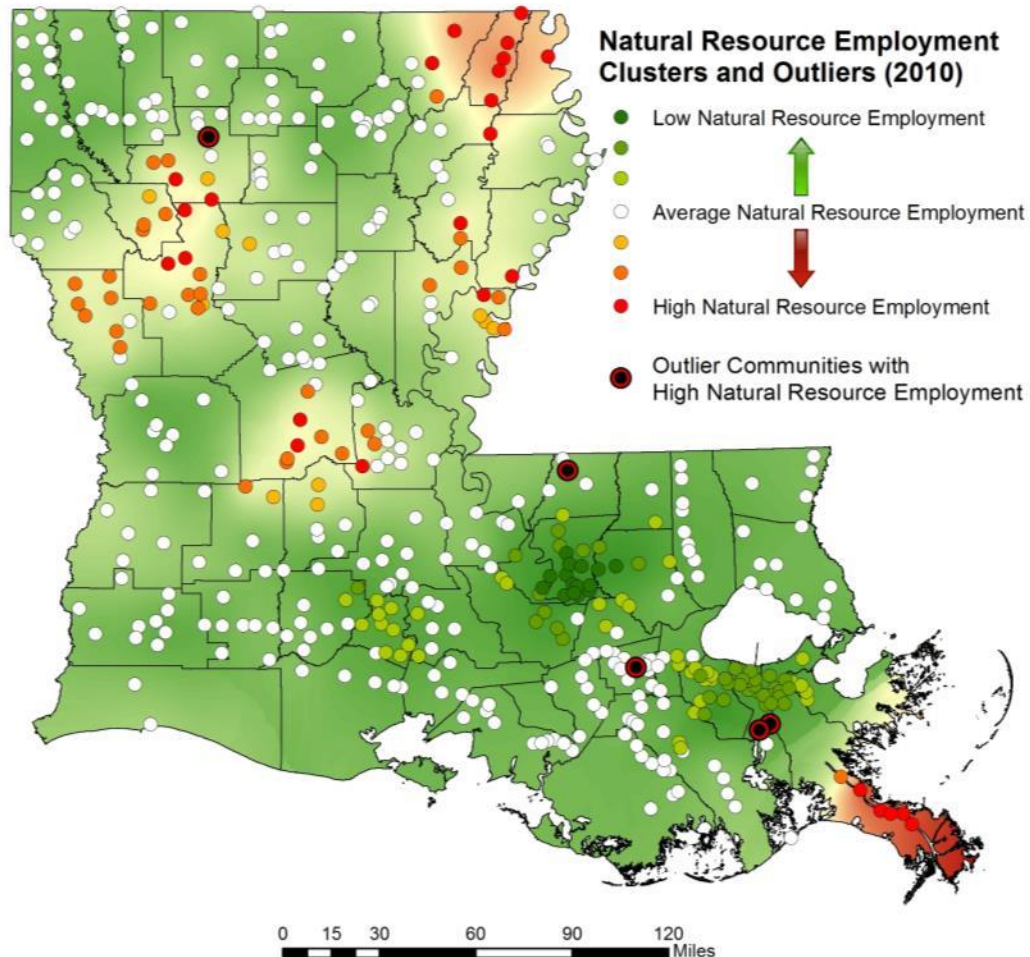 Natural Resource Employment
Clusters and Outliers (2010)
Low Natural Resource Employment
Average Natural Resource Employment
High Natural Resource Employment
Outlier Communities with
High Natural Resource Employment
0 15 30 60 90 120
Miles